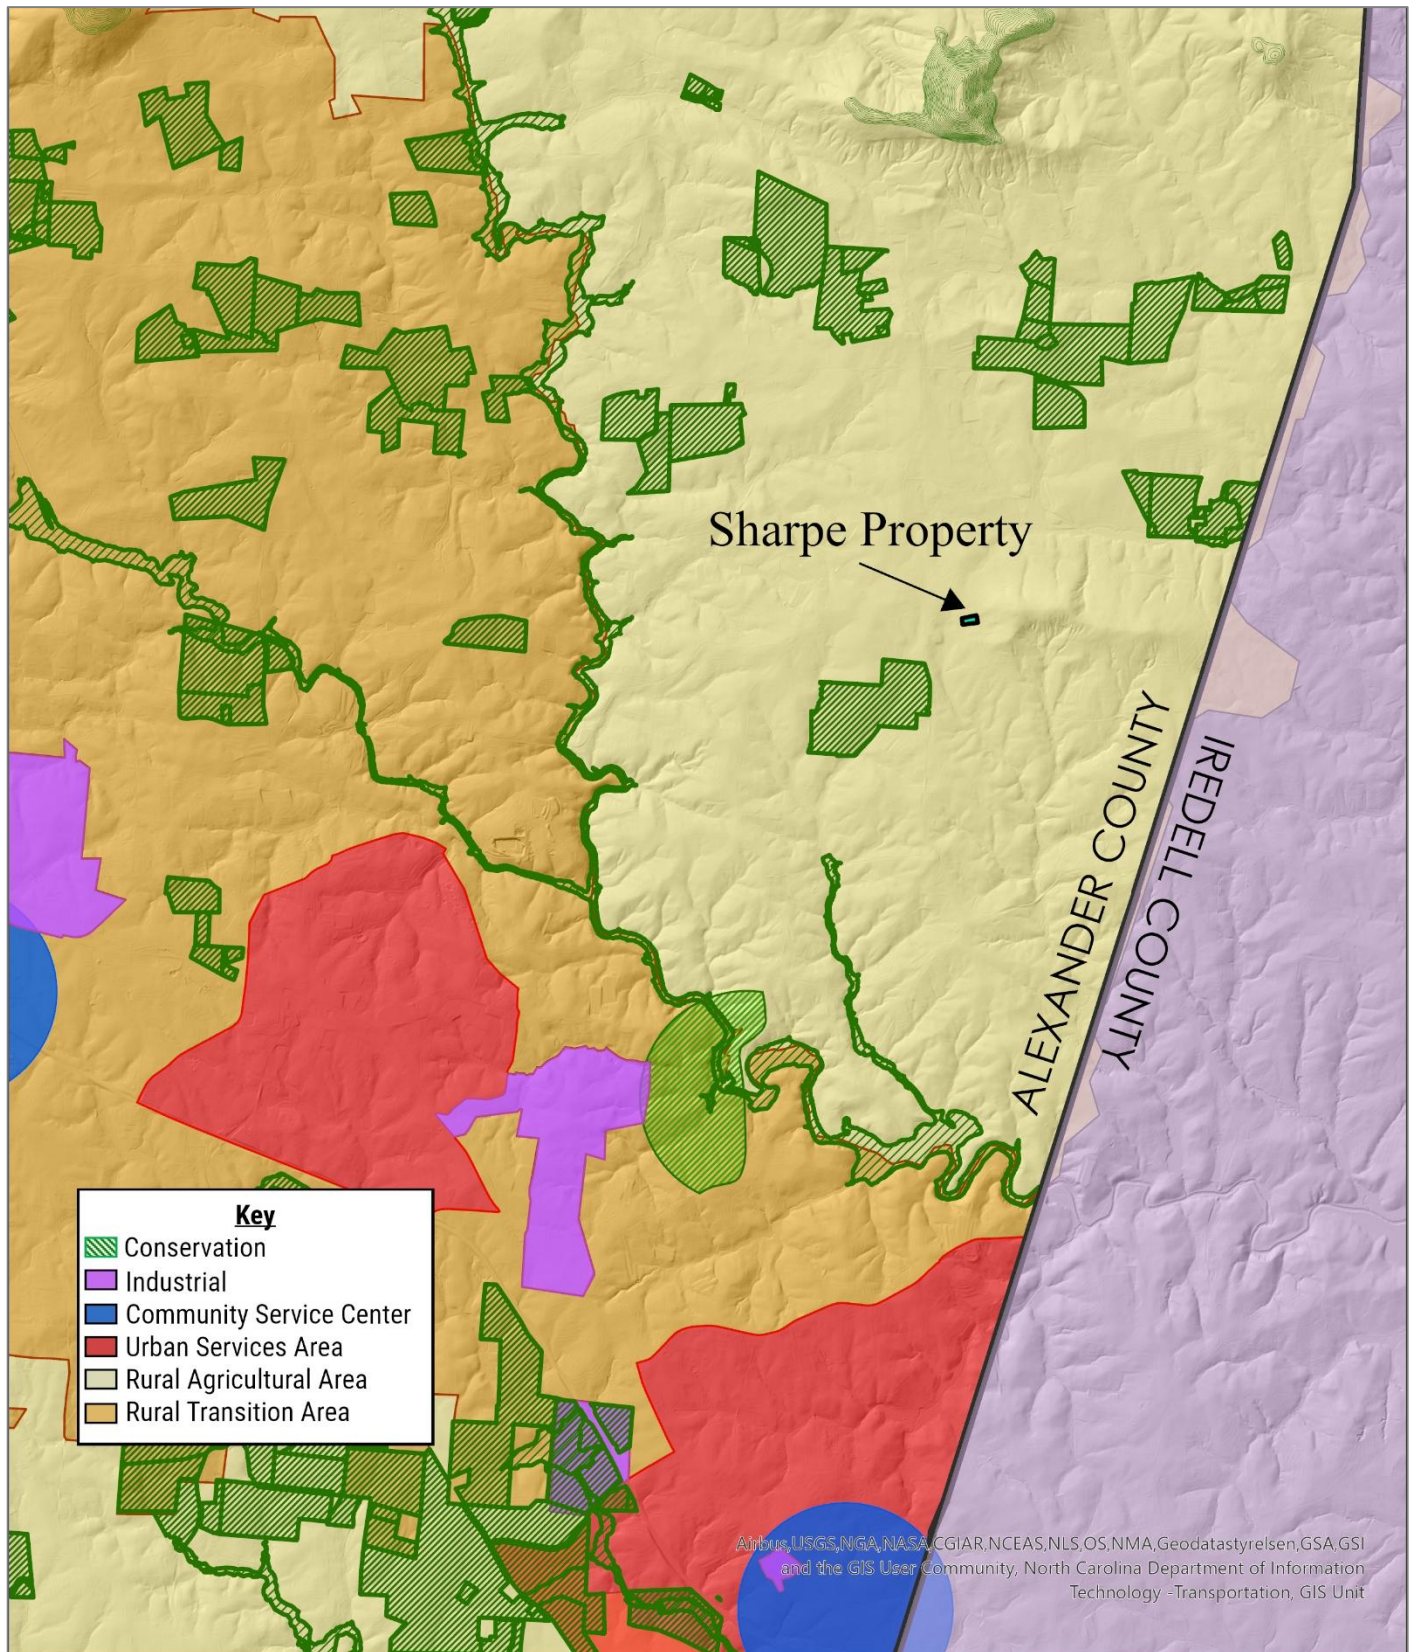 Sharpe Property
ALEXANDER COUNTY
IREDELL COUNTY
Key
Conservation
Industrial
Community Service Center
Urban Services Area
Rural Agricultural Area
Rural Transition Area
Airbus,USGS,NGA,NASA,CGIAR,NCEAS,NLS,OS,NMA,Geodatastyrelsen,GSA,GSI
and the GIS User Community, North Carolina Department of Information
Technology -Transportation, GIS Unit